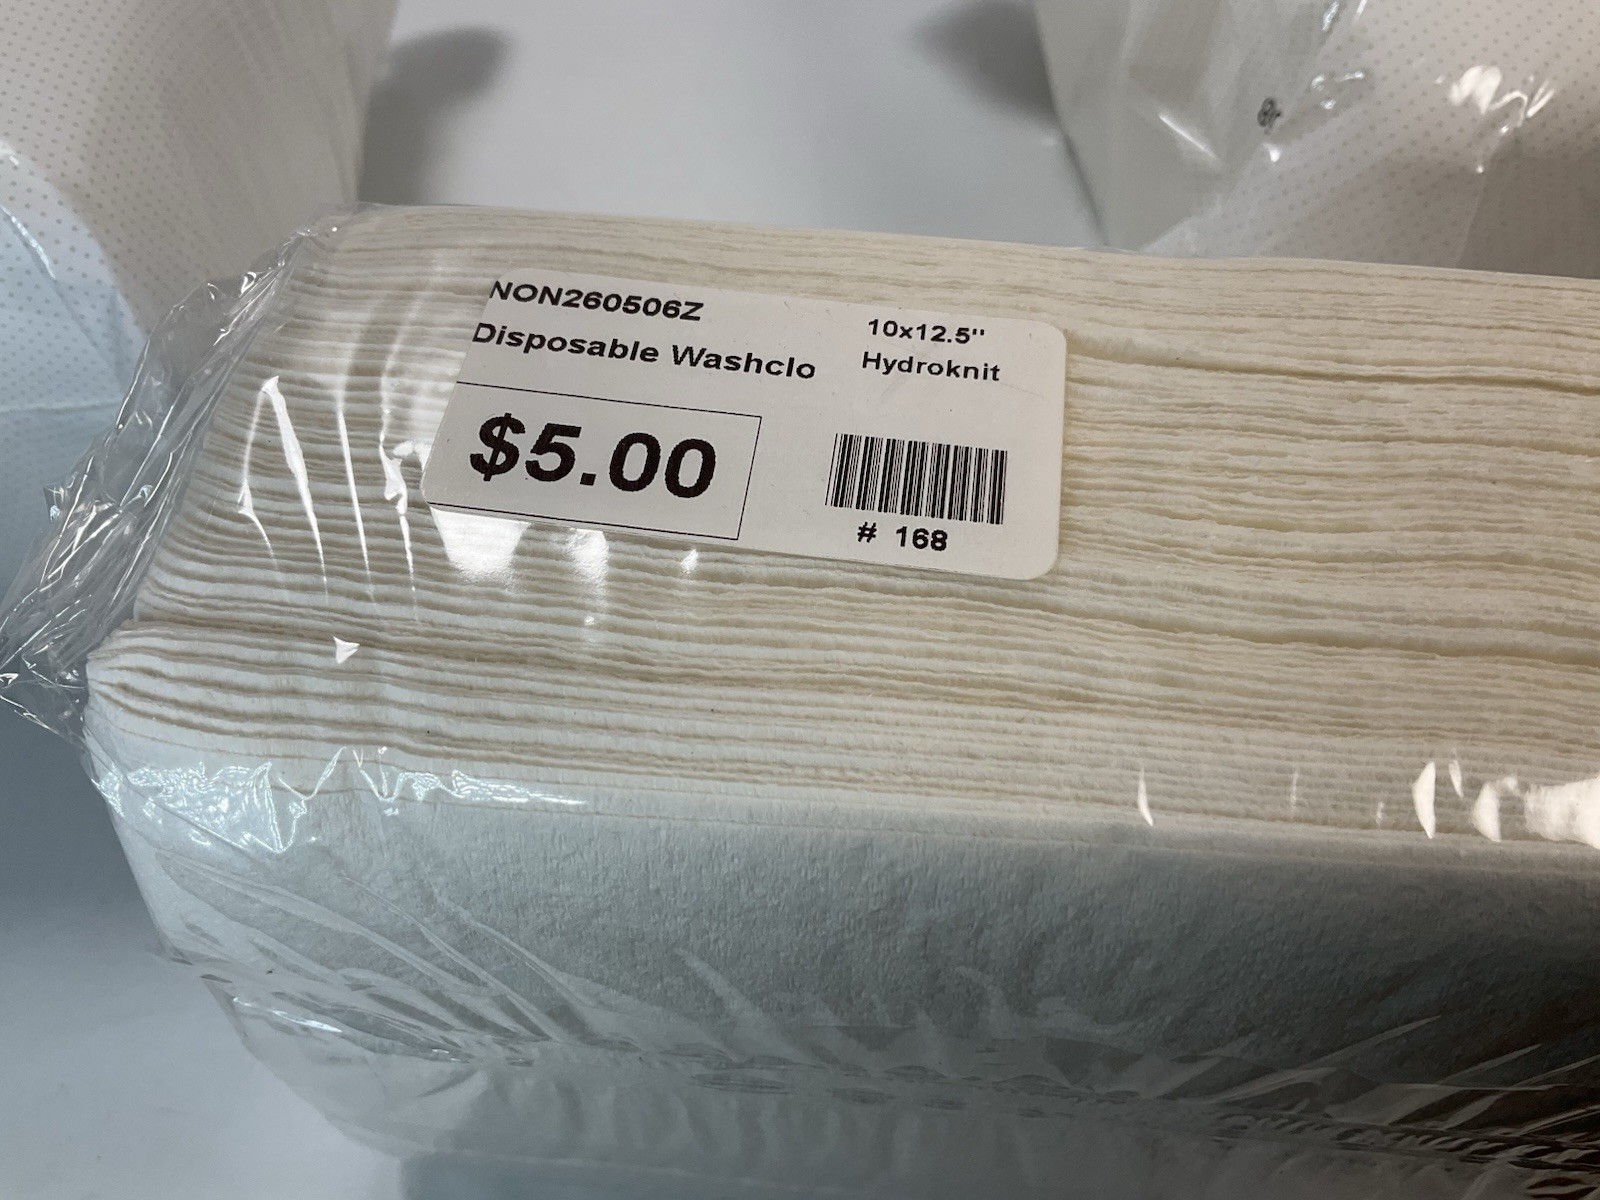 NON260506Z
Disposable Washclo
10x12.5"
Hydroknit
$5.00
# 168